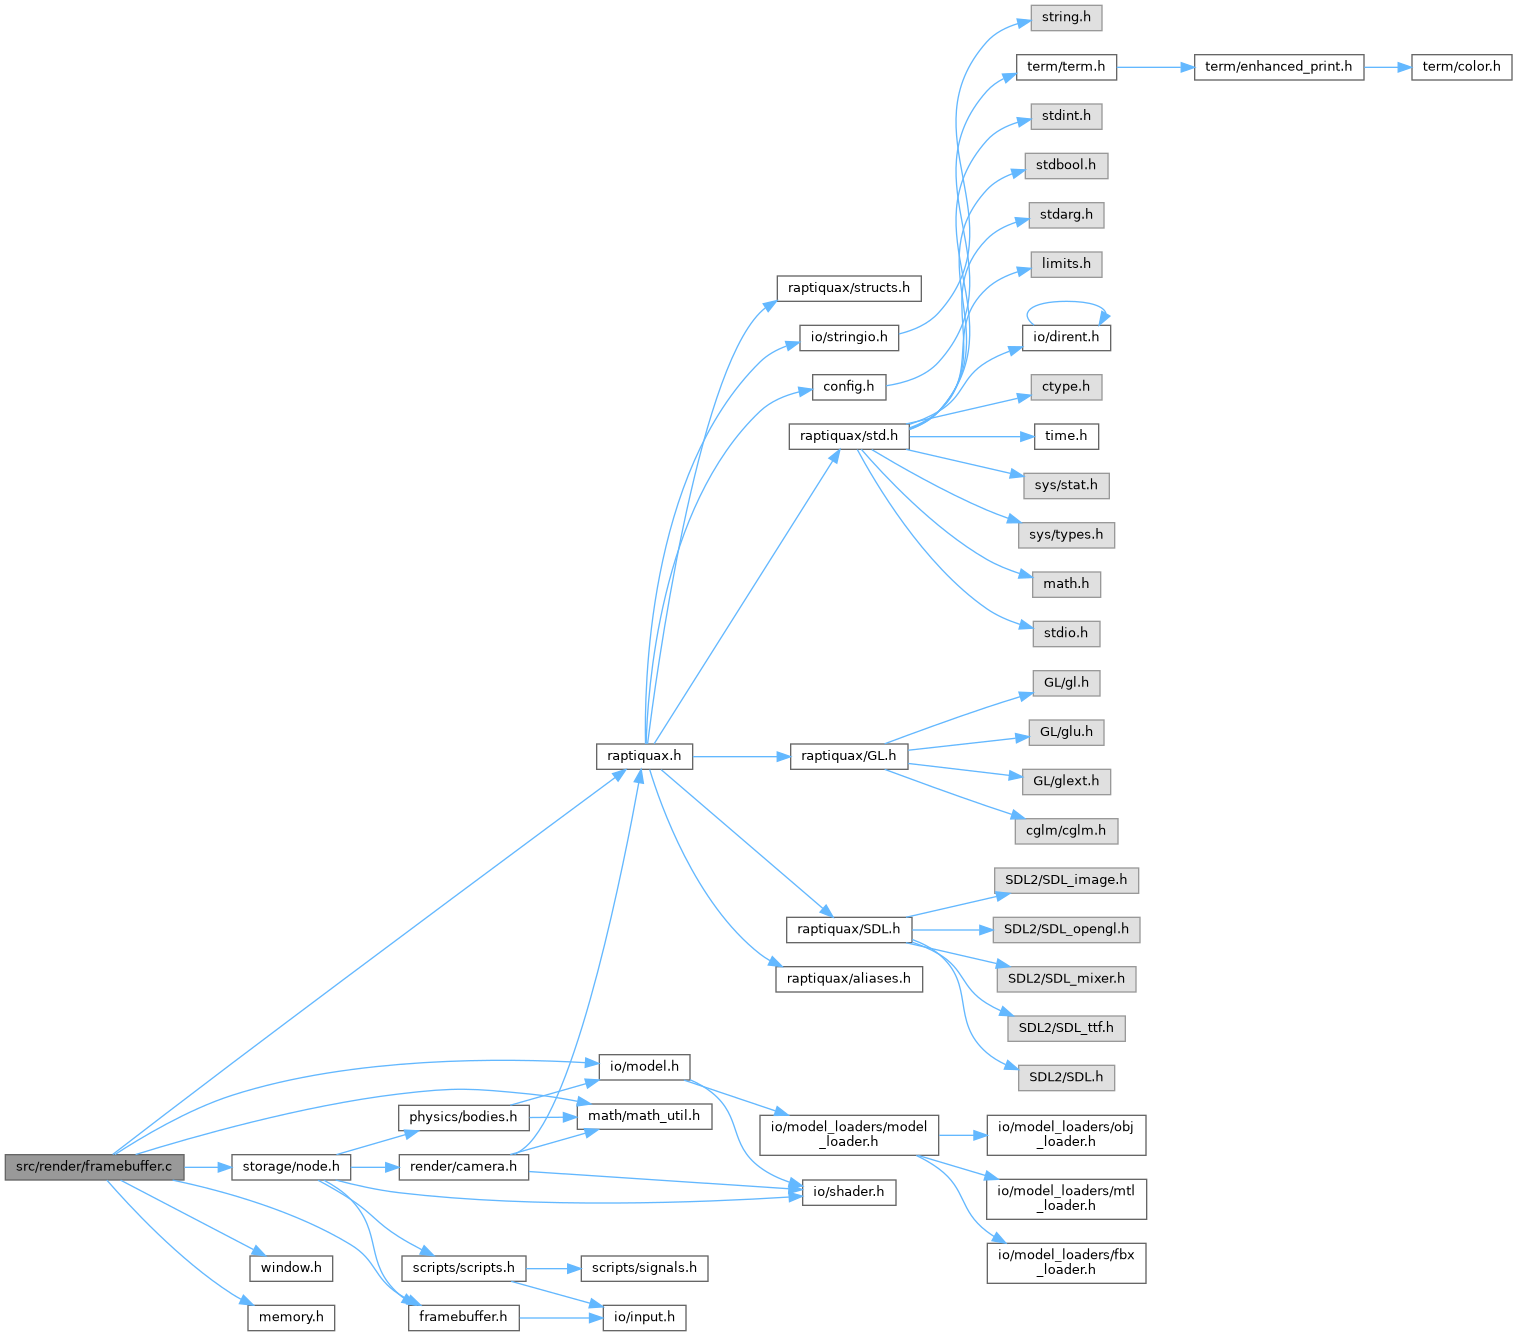 string.h
term/term.h
term/enhanced_print.h
term/color.h
stdint.h
stdbool.h
stdarg.h
limits.h
raptiquax/structs.h
io/stringio.h
io/dirent.h
config.h
ctype.h
raptiquax/std.h
time.h
sys/stat.h
sys/types.h
math.h
stdio.h
GL/gl.h
GL/glu.h
raptiquax.h
raptiquax/GL.h
GL/glext.h
cglm/cglm.h
SDL2/SDL_image.h
raptiquax/SDL.h
SDL2/SDL_opengl.h
raptiquax/aliases.h
SDL2/SDL_mixer.h
SDL2/SDL_ttf.h
SDL2/SDL.h
io/model.h
physics/bodies.h
math/math_util.h
io/model_loaders/model
_loader.h
io/model_loaders/obj
_loader.h
src/render/framebuffer.c
storage/node.h
render/camera.h
io/shader.h
io/model_loaders/mtl
_loader.h
window.h
scripts/scripts.h
scripts/signals.h
io/model_loaders/fbx
_loader.h
memory.h
framebuffer.h
io/input.h